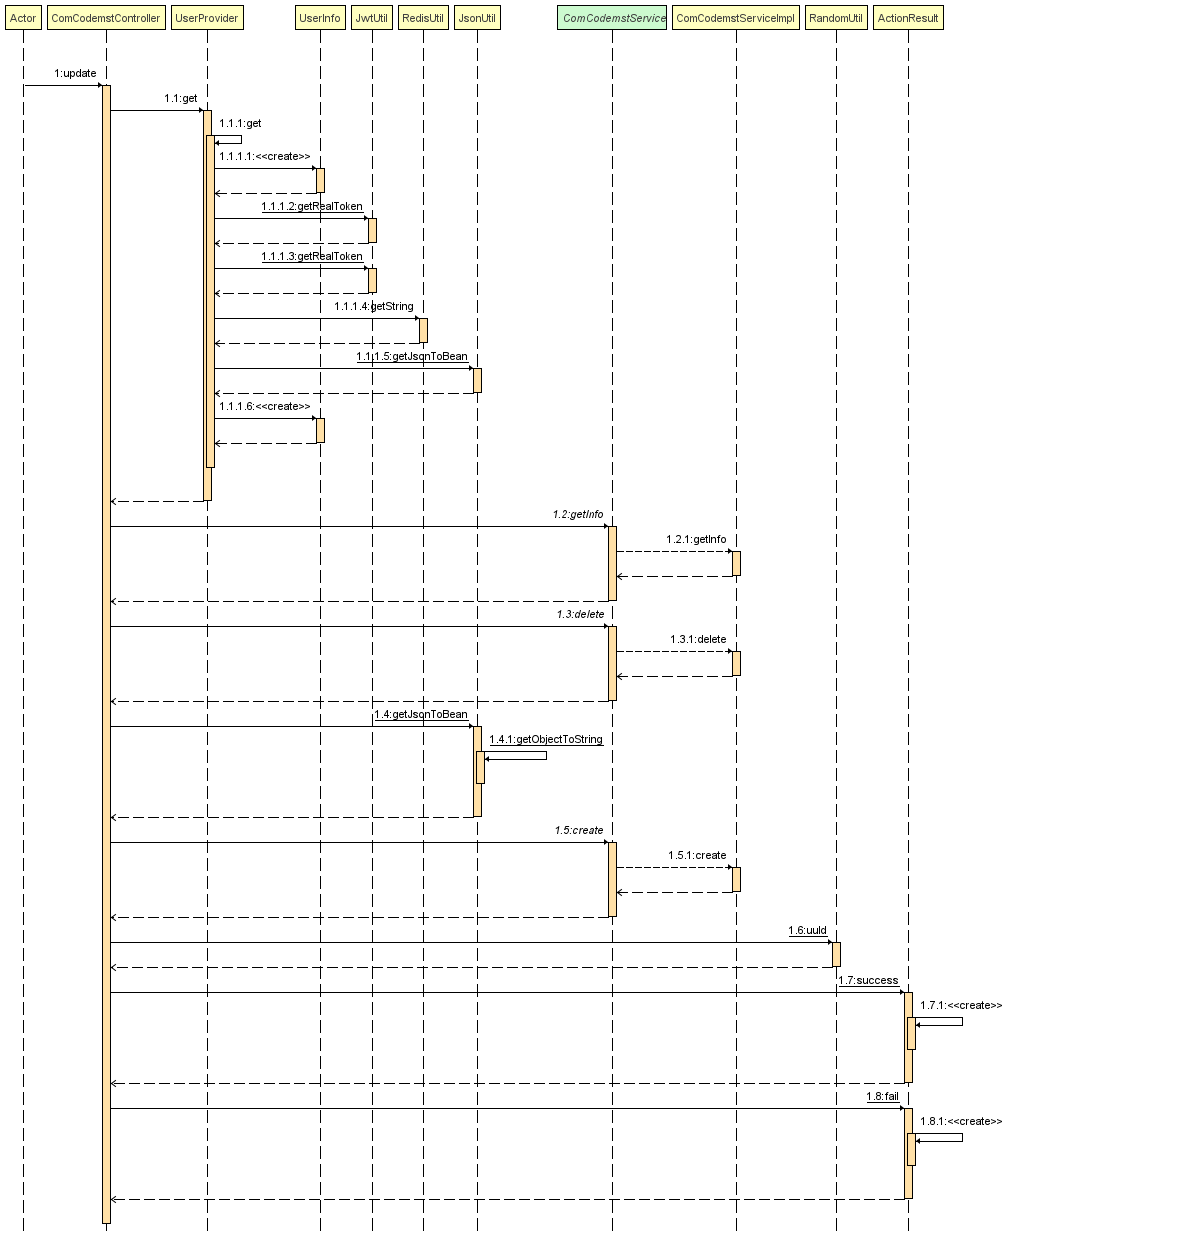 Actor
ComCodemstController
UserProvider
UserInfo
JwtUtil
RedisUtil
JsonUtil
ComCodemstService
ComCodemstServiceImpl
RandomUtil
ActionResult
1:update
1.1:get
1.1.1:get
1.1.1.1:<<create>>
1.1.1.2:getRealToken
1.1.1.3:getRealToken
1.1.1.4:getString
1.1.1.5:getJsonToBean
1.1.1.6:<<create>>
1.2:getInfo
1.2.1:getInfo
1.3:delete
1.3.1:delete
1.4:getJsonToBean
1.4.1:getObjectToString
1.5:create
1.5.1:create
1.6:uuId
1.7:success
1.7.1:<<create>>
1.8:fail
1.8.1:<<create>>